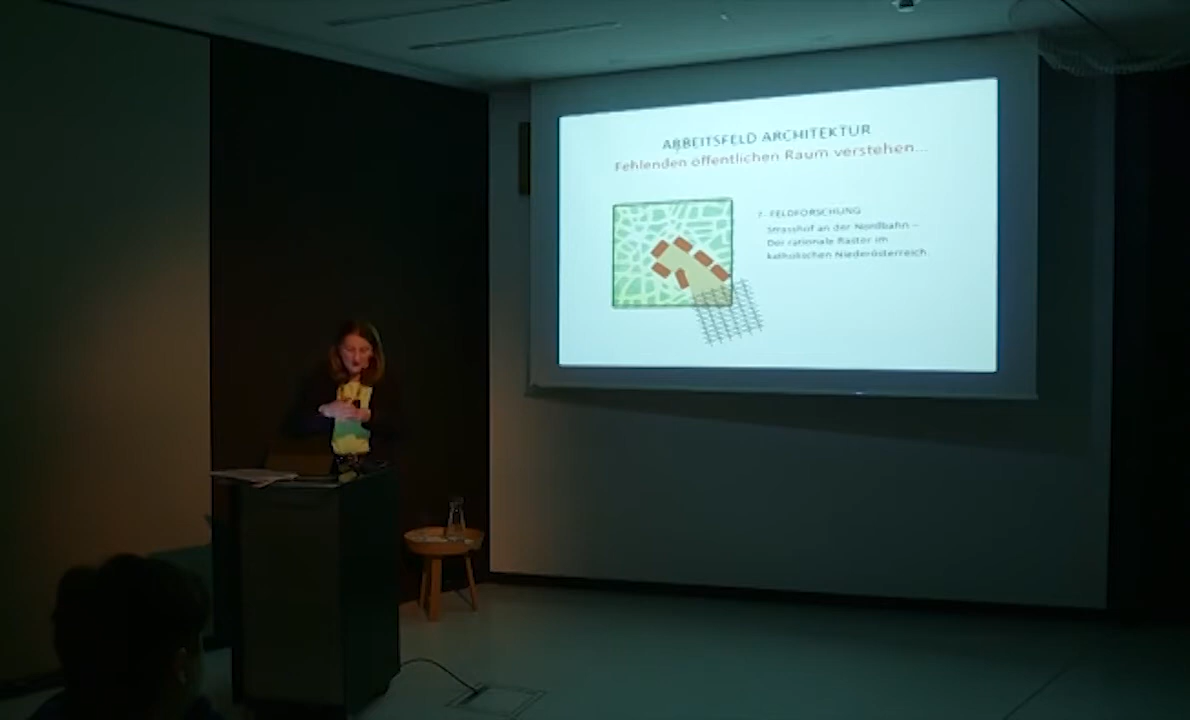 ARBEITSFELD ARCHITEKTUR
Fehlenden öffentlichen Raum verstehen...
7- FELDFORSCHUNG
Strasshof an der Nordbahn –
Der rationale Raster im
katholischen Niederösterreich.